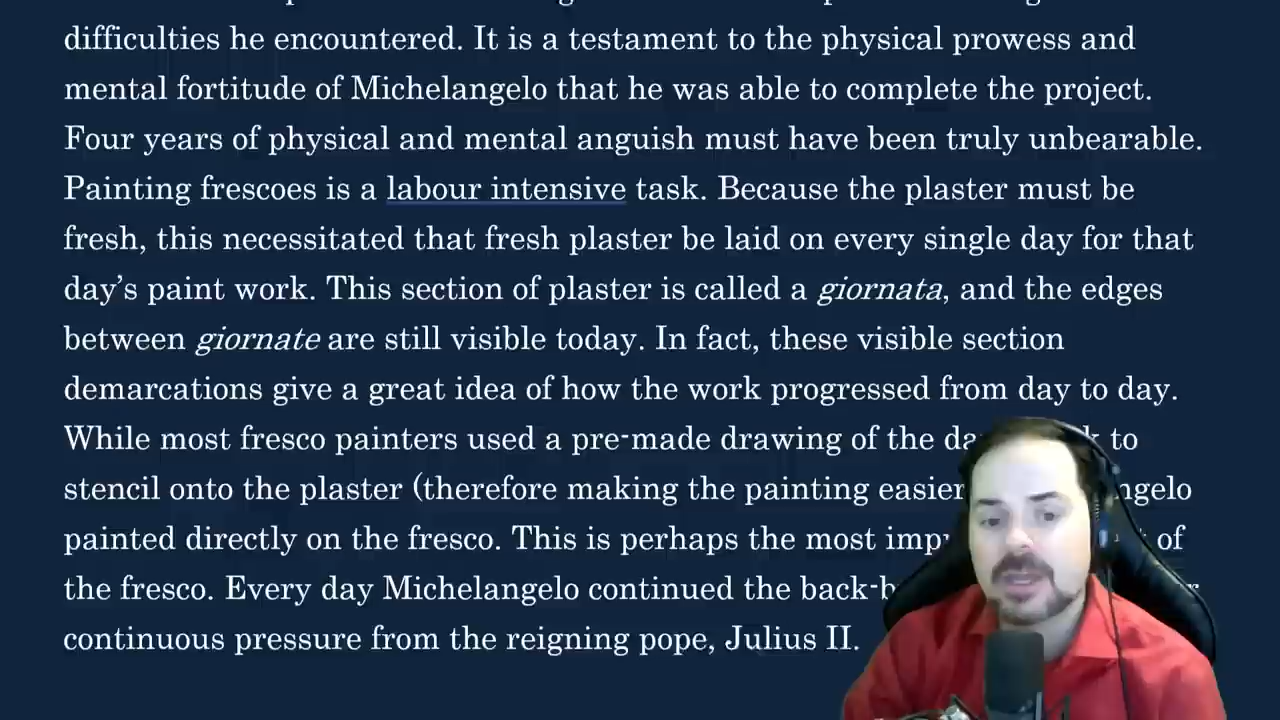 difficulties he encountered. It is a testament to the physical prowess and
mental fortitude of Michelangelo that he was able to complete the project.
Four years of physical and mental anguish must have been truly unbearable.
Painting frescoes is a labour intensive task. Because the plaster must be
fresh, this necessitated that fresh plaster be laid on every single day for that
day’s paint work. This section of plaster is called a giornata, and the edges
between giornate are still visible today. In fact, these visible section
demarcations give a great idea of how the work progressed from day to day.
While most fresco painters used a pre-made drawing of the to
stencil onto the plaster (therefore making the painting easier
painted directly on the fresco. This is perhaps the most of
the fresco. Every day Michelangelo continued the
continuous pressure from the reigning pope, Julius II.